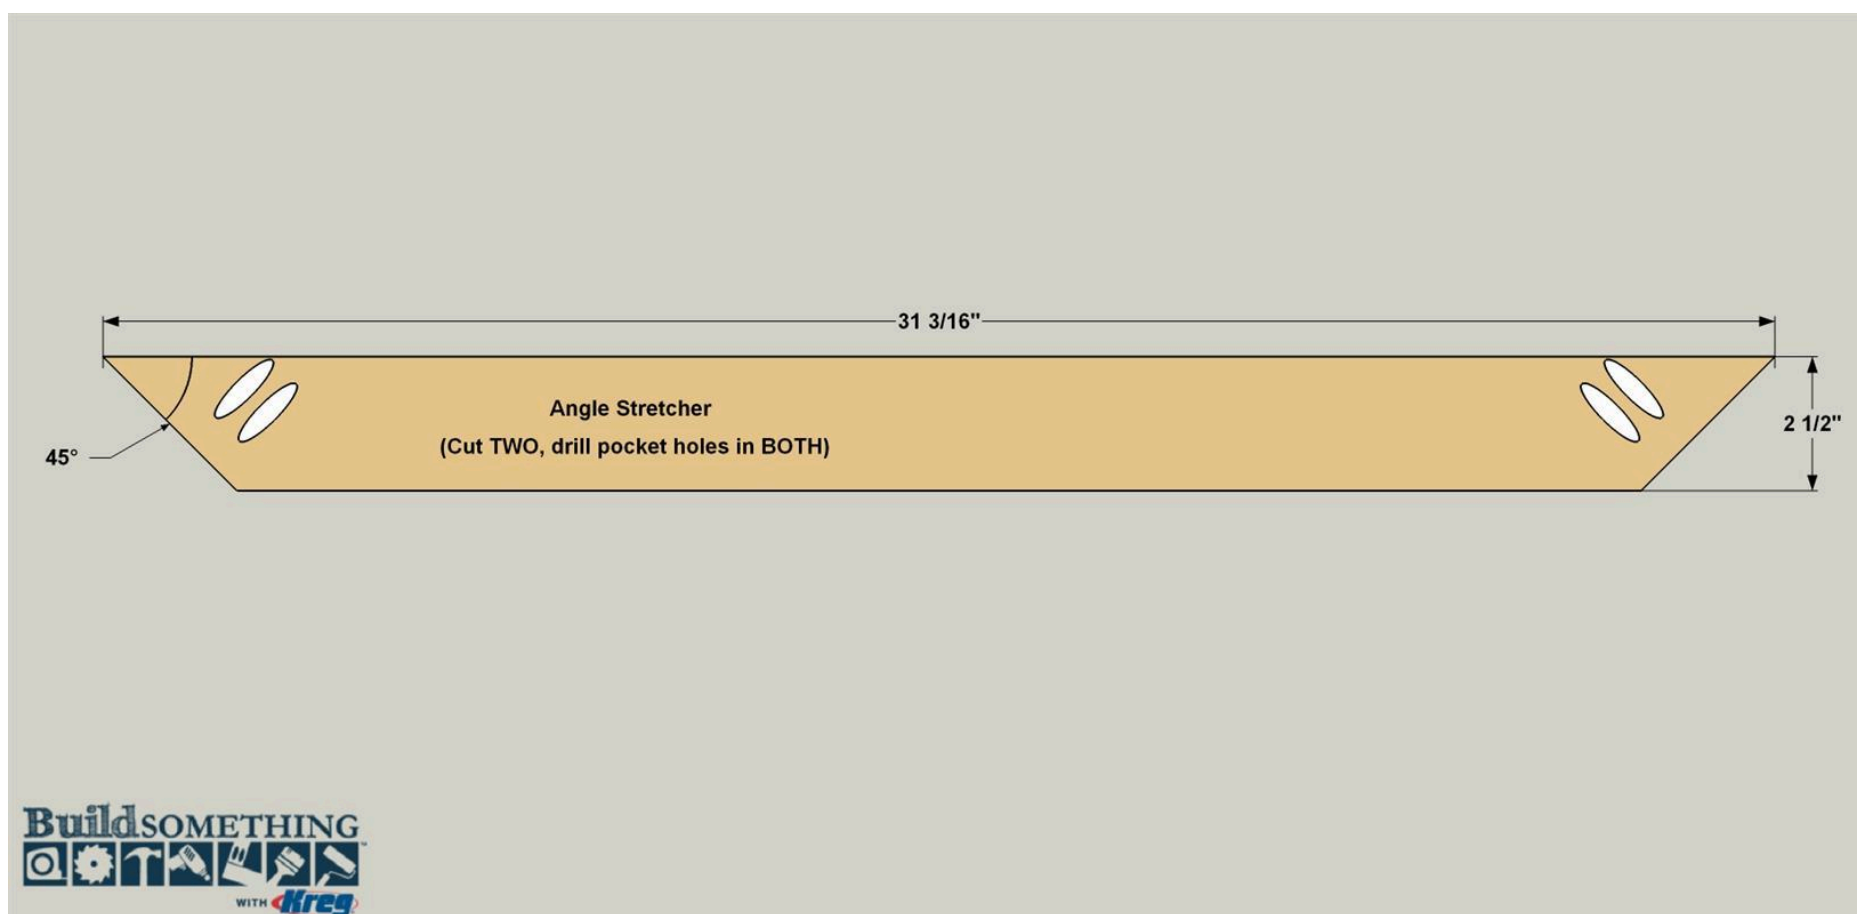 31 3/16"
Angle Stretcher
(Cut TWO, drill pocket holes in BOTH)
2 1/2"
45°
BuildSOMETHING
WITH Kreg